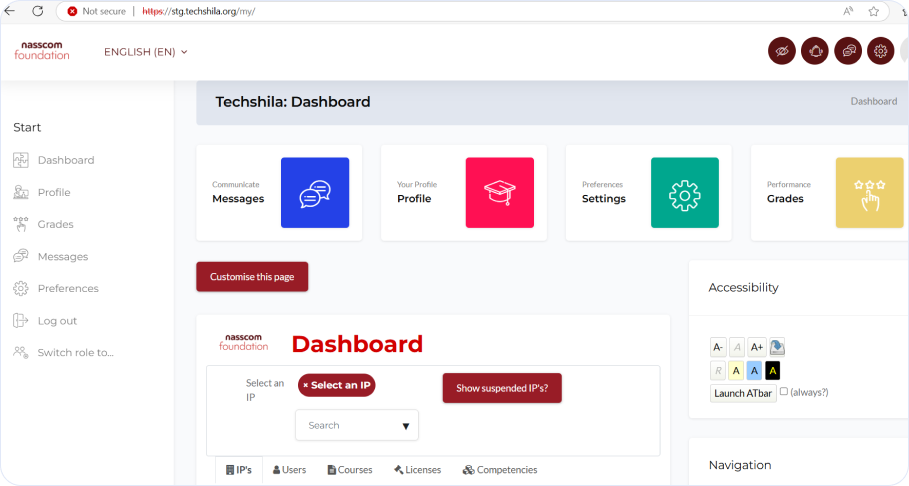 Not secure | https://stg.techshila.org/my/
nasscom
foundation
ENGLISH (EN)
Techshila: Dashboard
Dashboard
Start
Dashboard
Profile
Grades
Messages
Preferences
Log out
Switch role to...
Communicate
Messages
Your Profile
Profile
Preferences
Settings
Performance
Grades
Customise this page
nasscom
foundation
Dashboard
Select an
IP
× Select an IP
Show suspended IP's?
Search
IP's Users Courses Licenses Competencies
Accessibility
A- A A+
R A A A
Launch ATbar (always?)
Navigation